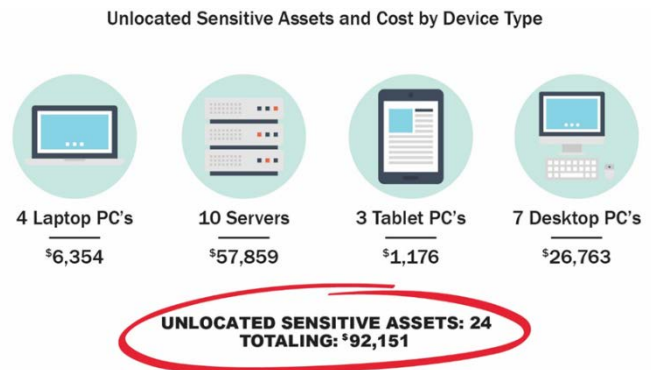 Unlocated Sensitive Assets and Cost by Device Type
4 Laptop PC's
$6,354
10 Servers
$57,859
3 Tablet PC's
$1,176
7 Desktop PC's
$26,763
UNLOCATED SENSITIVE ASSETS: 24
TOTALING: $92,151